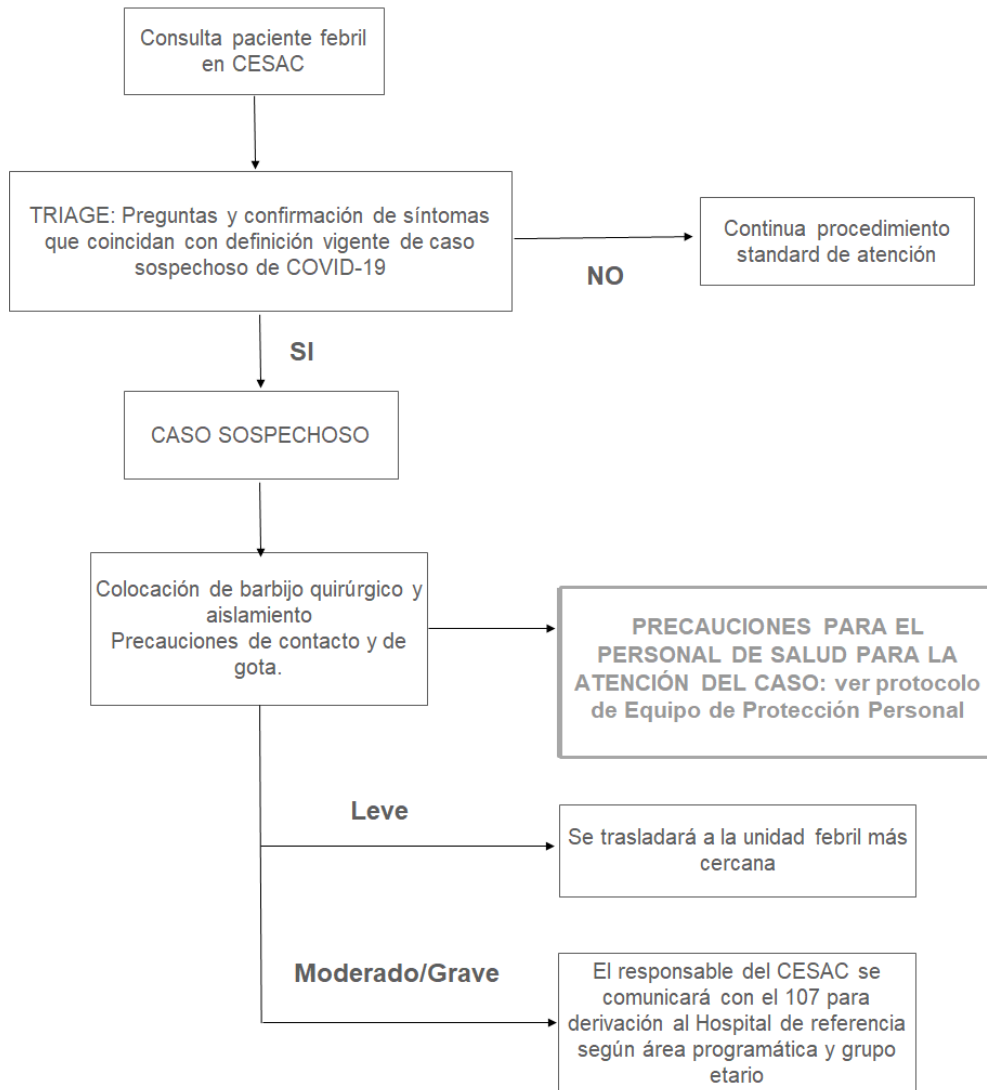 Consulta paciente febril
en CESAC
TRIAGE: Preguntas y confirmación de síntomas
que coincidan con definición vigente de caso
sospechoso de COVID-19
NO
Continua procedimiento
standard de atención
SI
CASO SOSPECHOSO
Colocación de barbijo quirúrgico y
aislamiento
Precauciones de contacto y de
gota.
PRECAUCIONES PARA EL
PERSONAL DE SALUD PARA LA
ATENCIÓN DEL CASO: ver protocolo
de Equipo de Protección Personal
Leve
Se trasladará a la unidad febril más
cercana
Moderado/Grave
El responsable del CESAC se
comunicará con el 107 para
derivación al Hospital de referencia
según área programática y grupo
etario